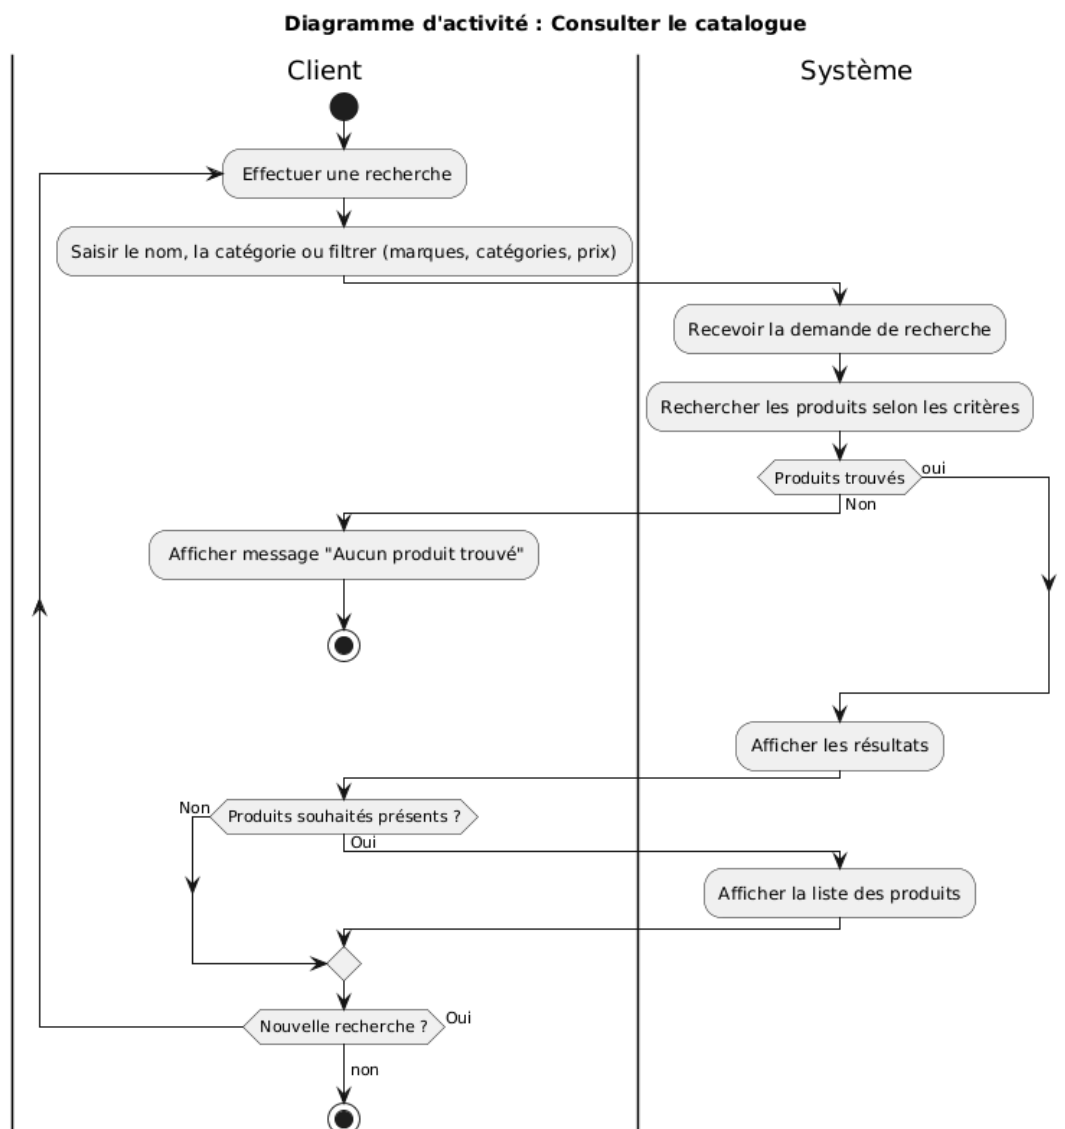 Diagramme d'activité : Consulter le catalogue
Client
Système
Effectuer une recherche
Saisir le nom, la catégorie ou filtrer (marques, catégories, prix)
Recevoir la demande de recherche
Rechercher les produits selon les critères
Produits trouvés
oui
Non
Afficher message "Aucun produit trouvé"
Afficher les résultats
Non
Produits souhaités présents ?
Oui
Afficher la liste des produits
Nouvelle recherche ?
Oui
non